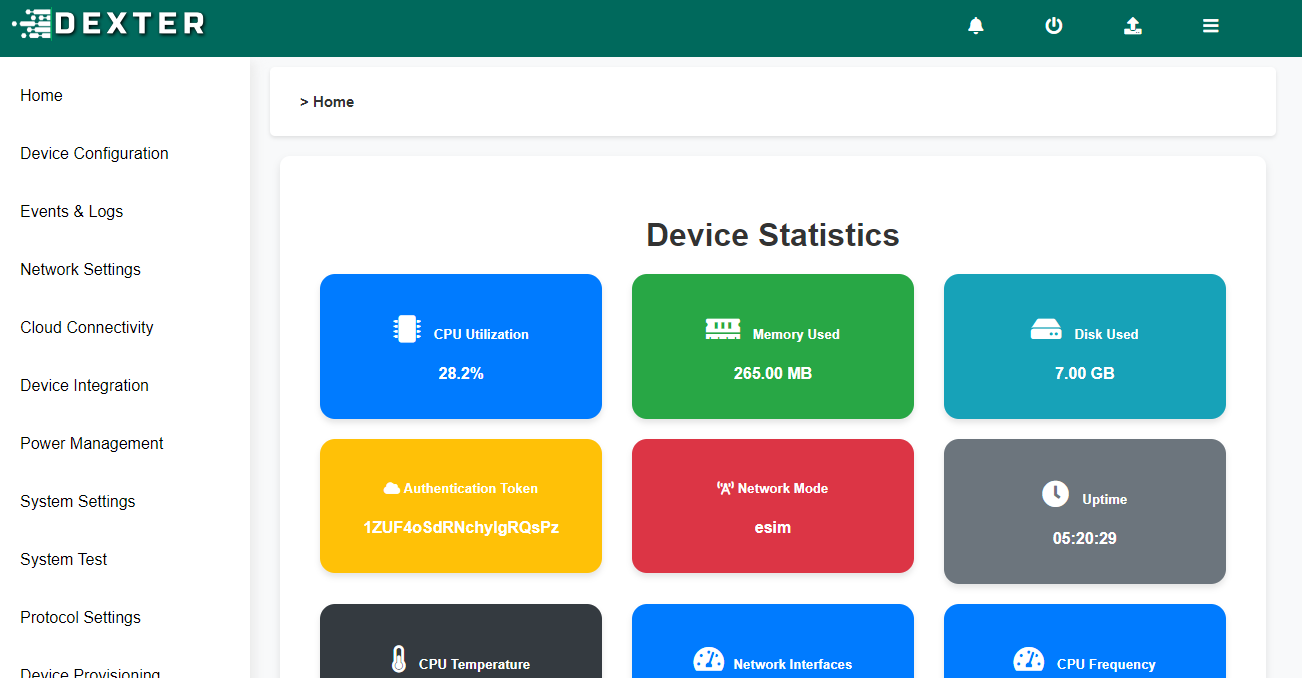 DEXTER
Home
Device Configuration
Events & Logs
Network Settings
Cloud Connectivity
Device Integration
Power Management
System Settings
System Test
Protocol Settings
Device Provisioning
> Home
Device Statistics
CPU Utilization
28.2%
Memory Used
265.00 MB
Disk Used
7.00 GB
Authentication Token
1ZUF4oSdRNchyIgRQsPz
Network Mode
esim
Uptime
05:20:29
CPU Temperature
Network Interfaces
CPU Frequency